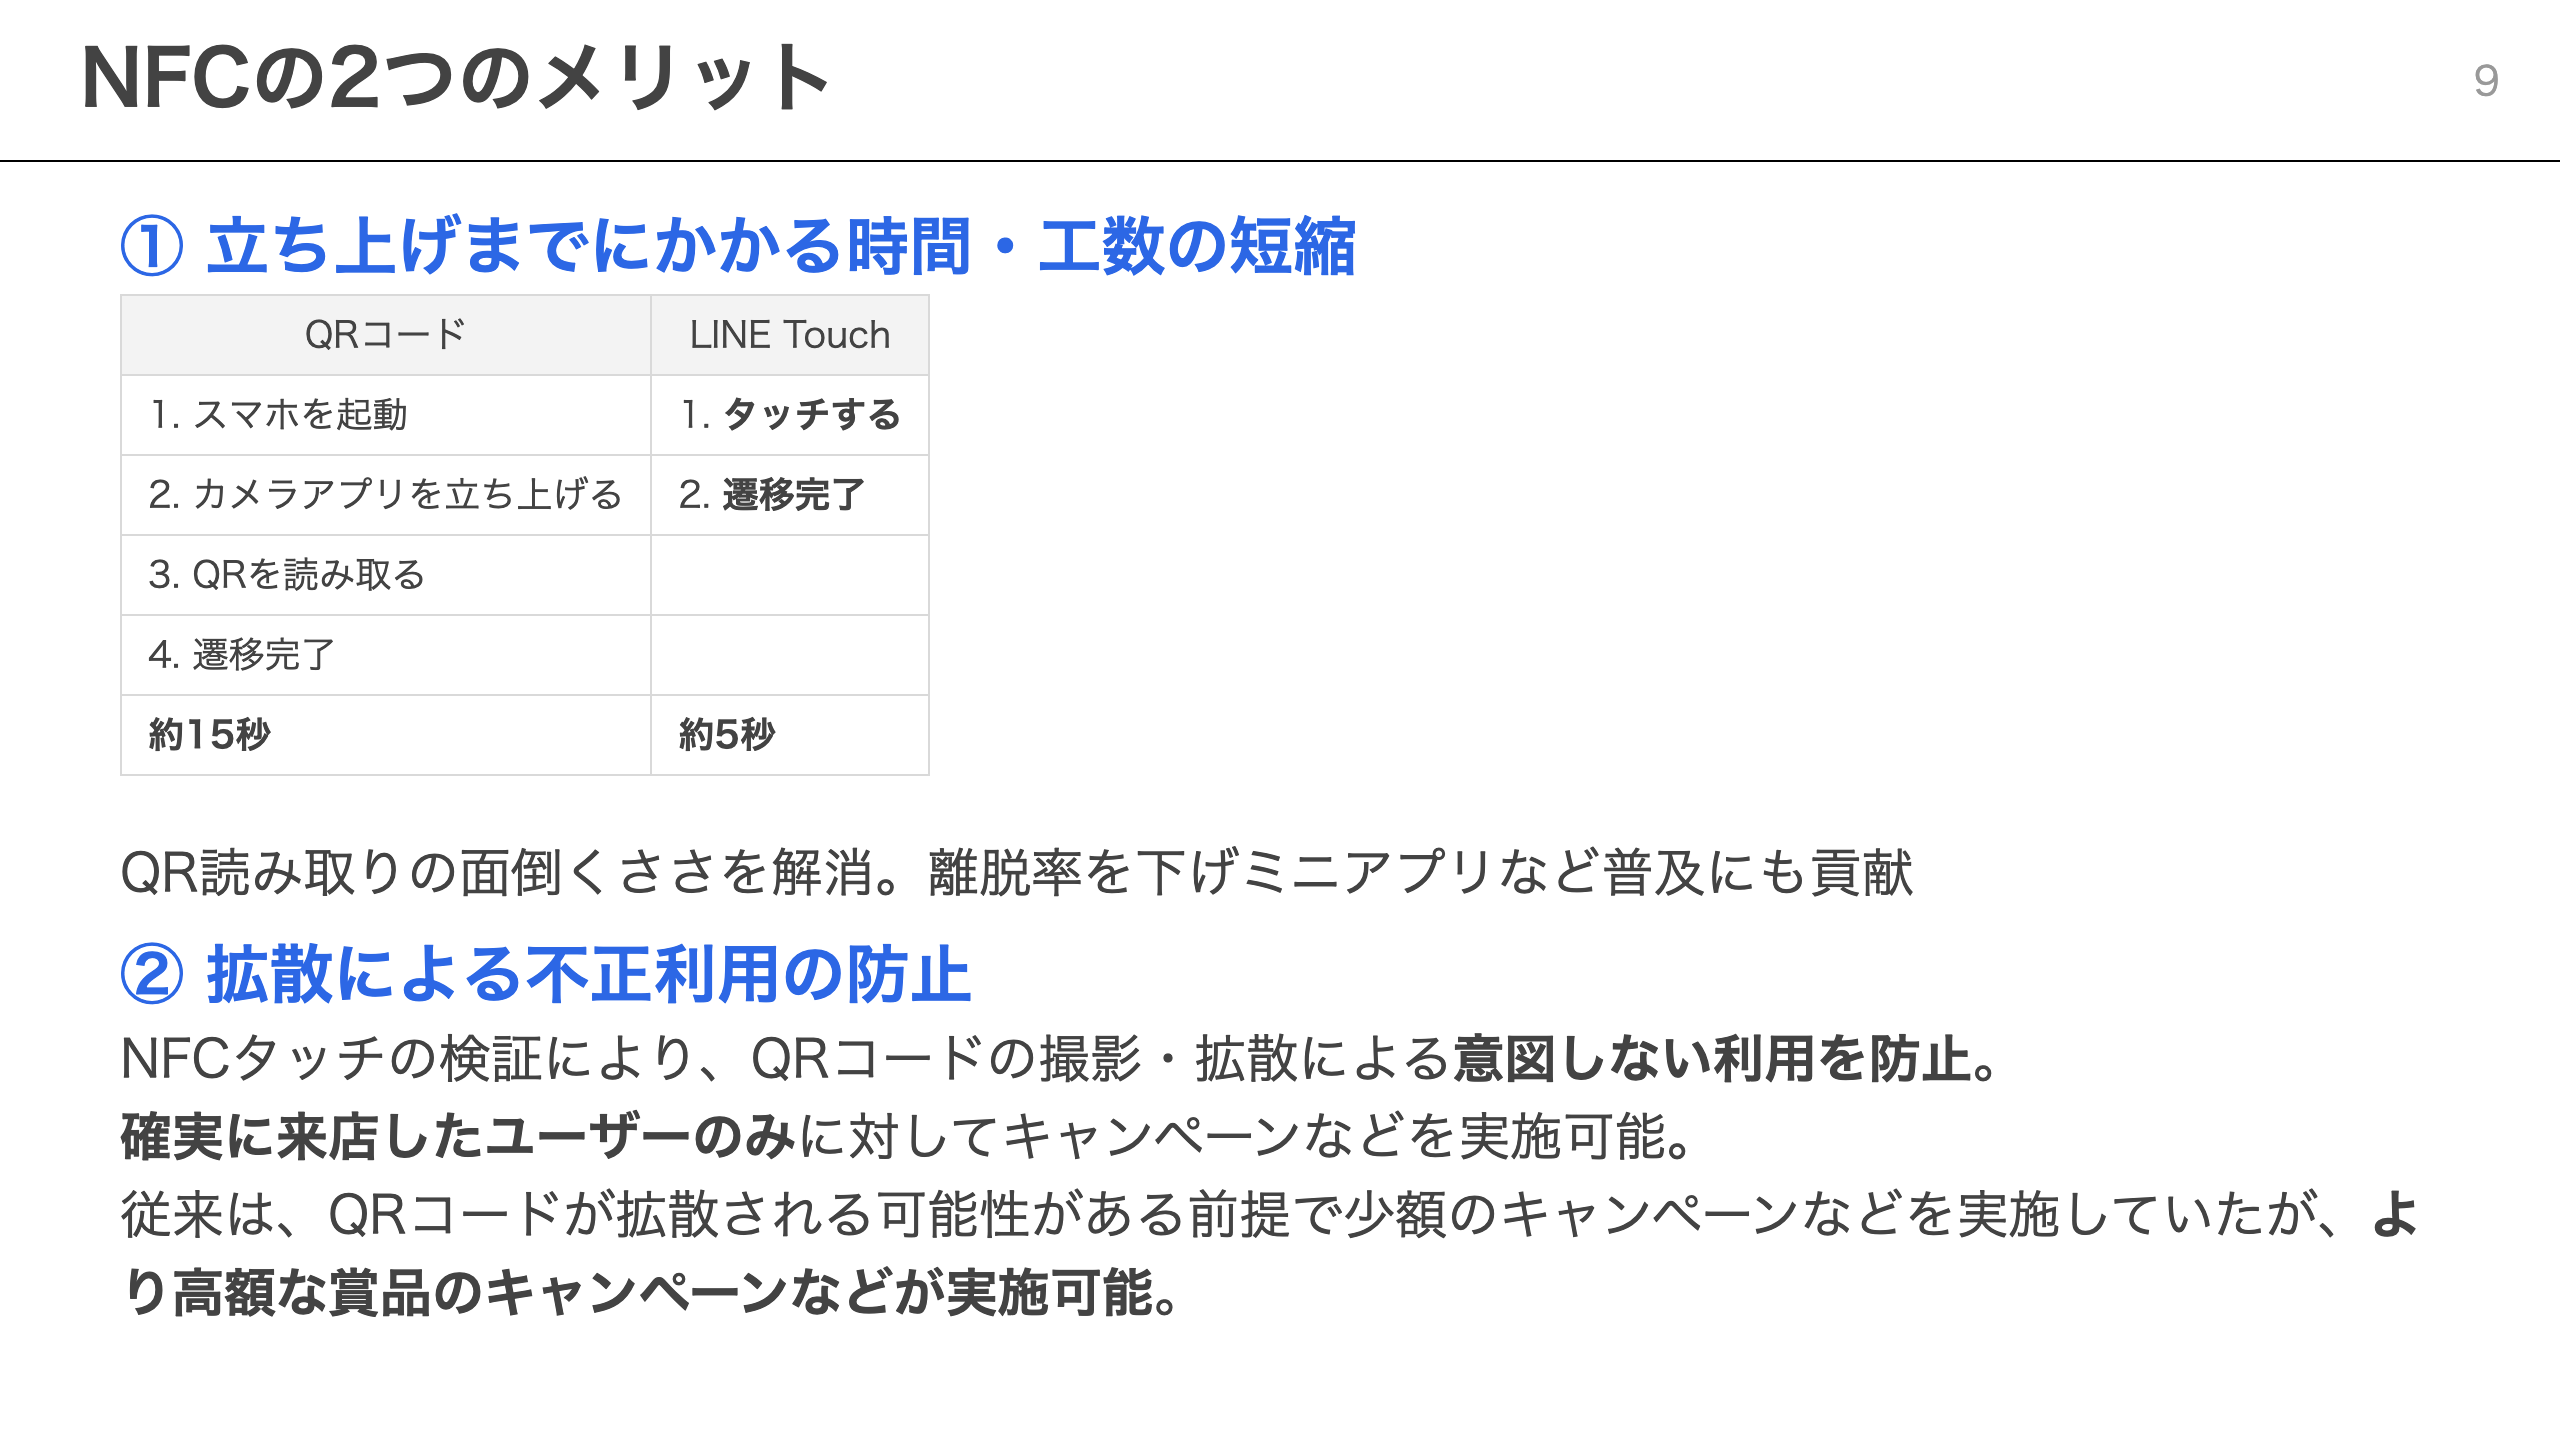 NFCの2つのメリット
9
① 立ち上げまでにかかる時間・工数の短縮
QRコード LINE Touch
1. スマホを起動 1. タッチする
2. カメラアプリを立ち上げる 2. 遷移完了
3. QRを読み取る
4. 遷移完了
約15秒 約5秒
QR読み取りの面倒くささを解消。離脱率を下げミニアプリなど普及にも貢献
② 拡散による不正利用の防止
NFCタッチの検証により、QRコードの撮影・拡散による意図しない利用を防止。
確実に来店したユーザーのみに対してキャンペーンなどを実施可能。
従来は、QRコードが拡散される可能性がある前提で少額のキャンペーンなどを実施していたが、よ
り高額な賞品のキャンペーンなどが実施可能。